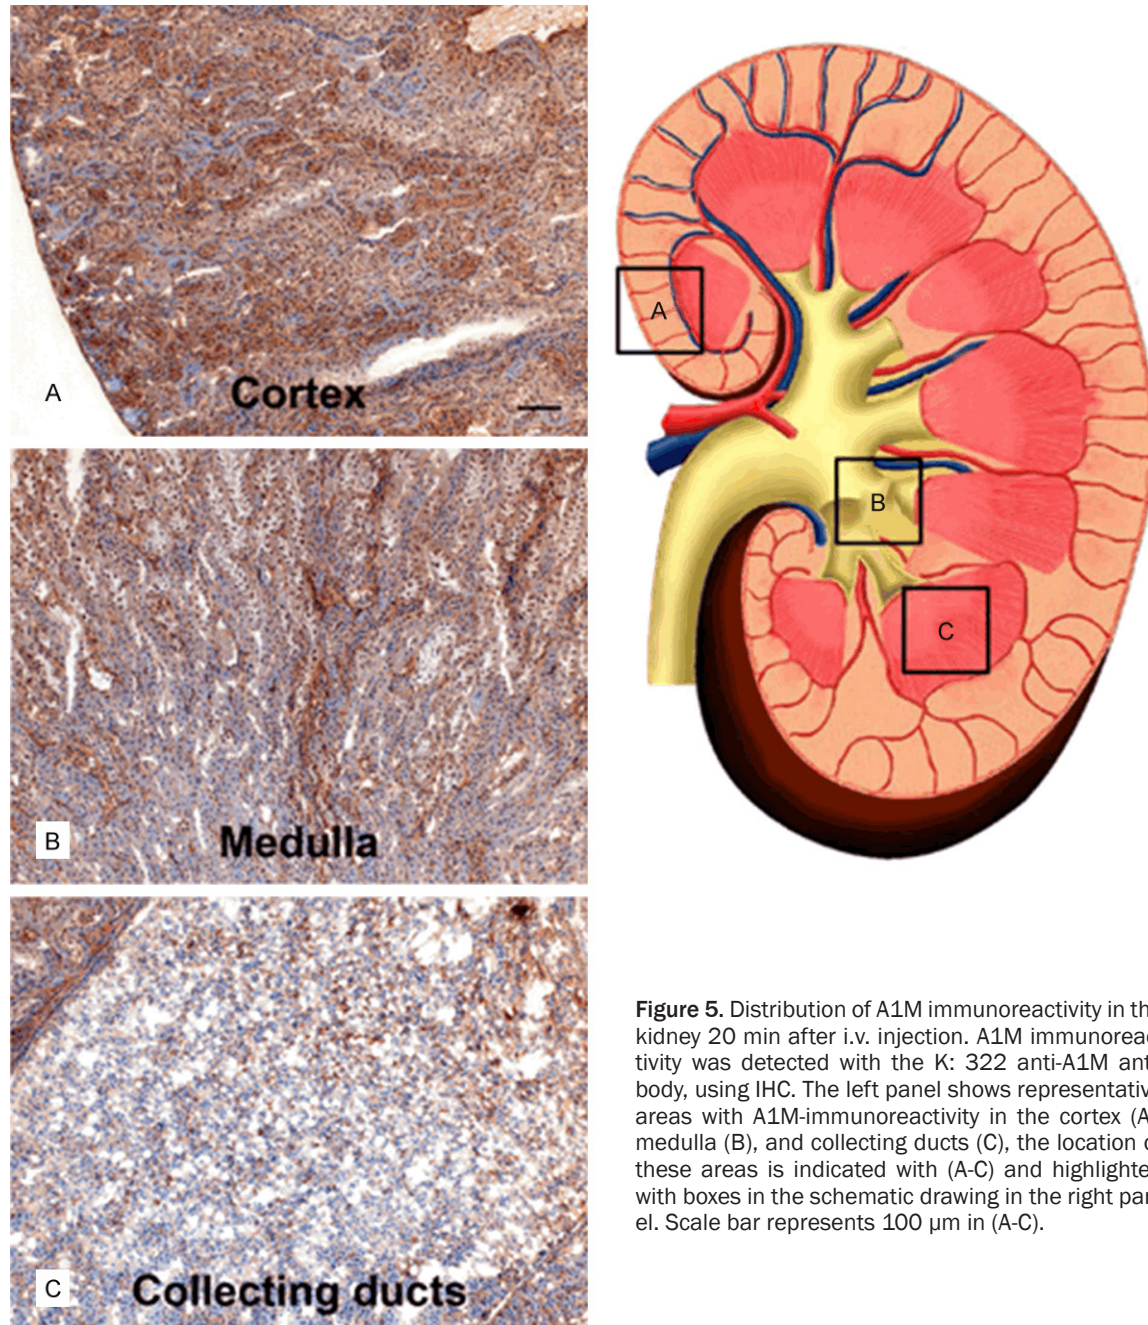 A
Cortex
B
Medulla
C
Collecting ducts
A
B
C
Figure 5. Distribution of A1M immunoreactivity in th
kidney 20 min after i.v. injection. A1M immunoreac
tivity was detected with the K: 322 anti-A1M ant
body, using IHC. The left panel shows representativ
areas with A1M-immunoreactivity in the cortex (A
medulla (B), and collecting ducts (C), the location o
these areas is indicated with (A-C) and highlighte
with boxes in the schematic drawing in the right pan
el. Scale bar represents 100 µm in (A-C).